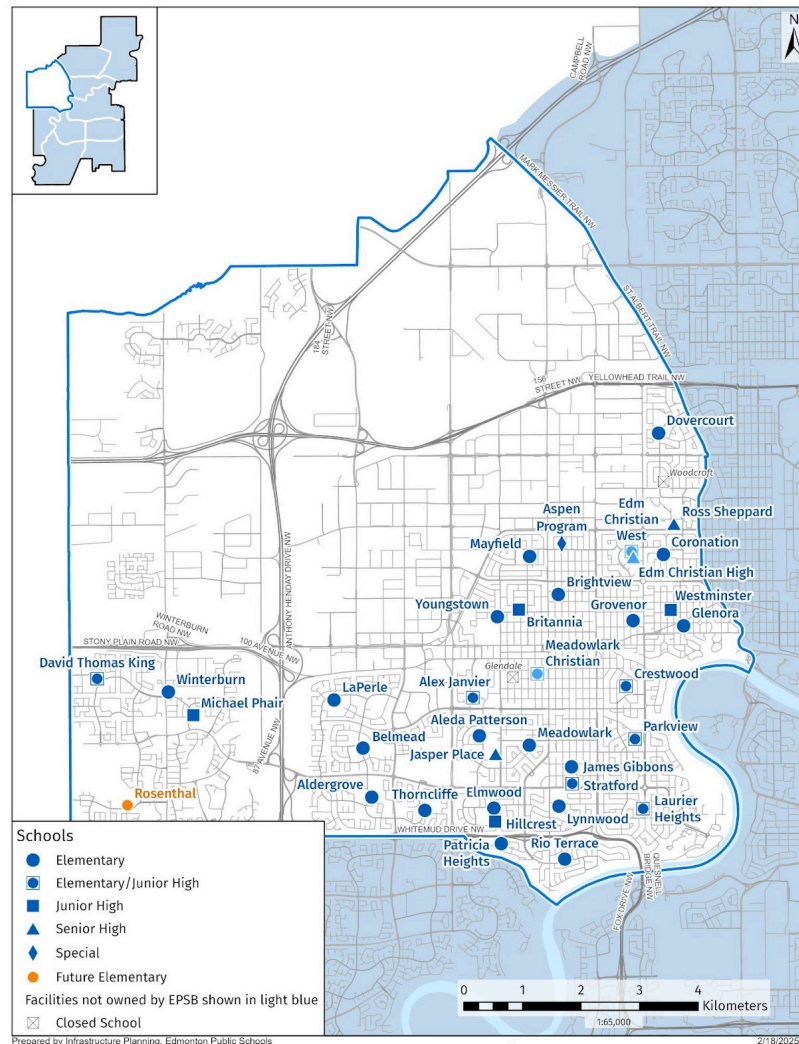 N
CAMPBELL
ROAD NW
MARK MESSIER TRAIL NW
184
STREET NW
ST ALBERT TRAIL NW
156
STREET NW
YELLOWHEAD TRAIL NW
Dovercourt
Woodcroft
Aspen
Program
Edm
Christian
West
Ross Sheppard
Mayfield
Coronation
Edm Christian High
Brightview
ANTHONY HENDAY DRIVE NW
Youngstown
Britannia
Grovenor
Westminster
Glenora
WINTERBURN
ROAD NW
STONY PLAIN ROAD NW
100 AVENUE NW
Meadowlark
Christian
Glendale
David Thomas King
Winterburn
Michael Phair
LaPerle
Alex Janvier
Crestwood
Aleda Patterson
Meadowlark
Parkview
Jasper Place
Belmead
87 AVENUE NW
James Gibbons
Stratford
Rosenthal
Aldergrove
Thorncliffe
Elmwood
Lynnwood
Laurier
Heights
Hillcrest
WHITEMUD DRIVE NW
Patricia
Heights
Rio Terrace
QUESNELL
BRIDGE NW
FOX DRIVE NW
Schools
Elementary
Elementary/Junior High
Junior High
Senior High
Special
Future Elementary
Facilities not owned by EPSB shown in light blue
Closed School
0 1 2 3 4
Kilometers
1:65,000
Prepared by Infrastructure Planning, Edmonton Public Schools
2/18/2025